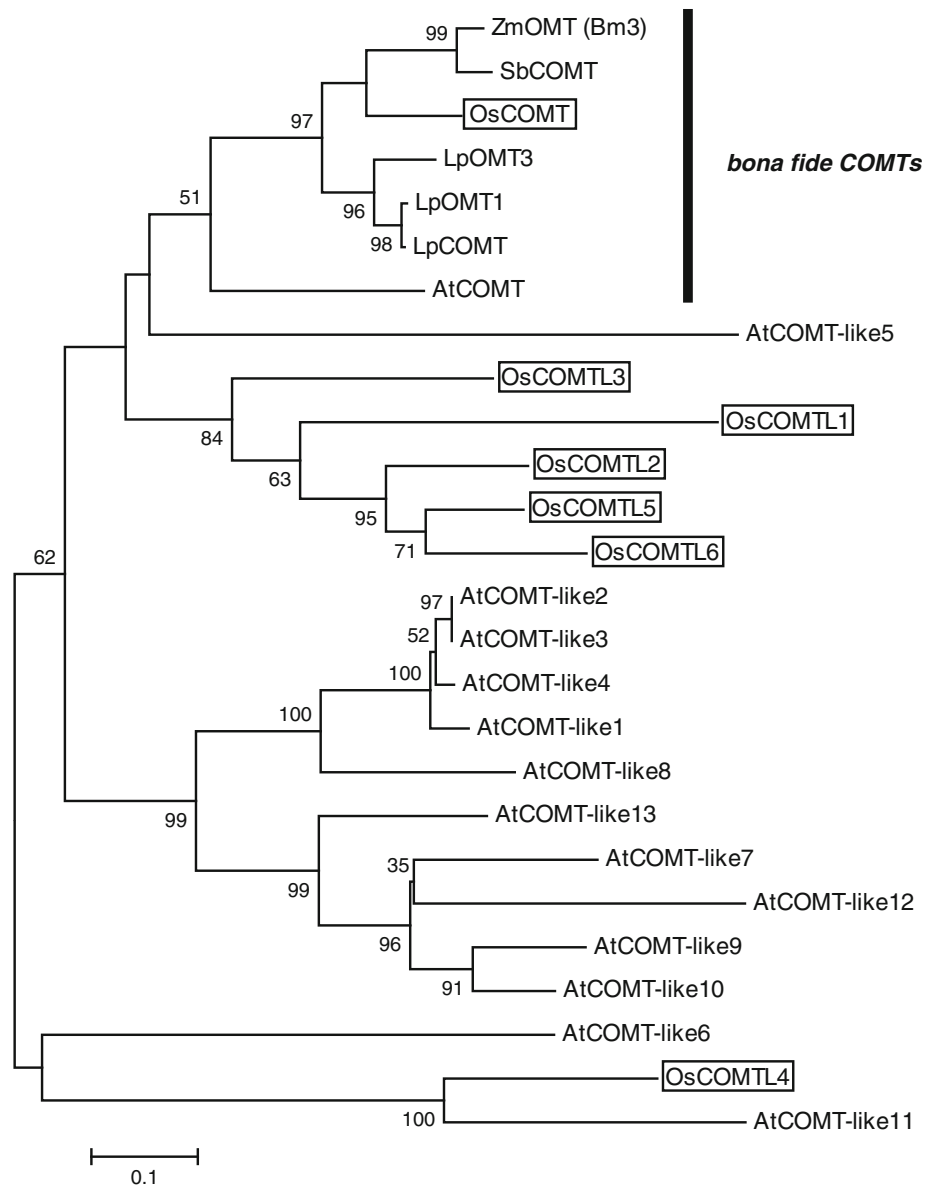 99
ZmOMT (Bm3)
SbCOMT
OsCOMT
97
LpOMT3
bona fide COMTs
51
LpOMT1
96
98
LpCOMT
AtCOMT
AtCOMT-like5
OsCOMTL3
84
OsCOMTL1
63
OsCOMTL2
95
OsCOMTL5
71
OsCOMTL6
62
97
AtCOMT-like2
52
AtCOMT-like3
100
AtCOMT-like4
100
AtCOMT-like1
AtCOMT-like8
99
AtCOMT-like13
35
AtCOMT-like7
99
AtCOMT-like12
96
AtCOMT-like9
91
AtCOMT-like10
AtCOMT-like6
OsCOMTL4
100
AtCOMT-like11
0.1